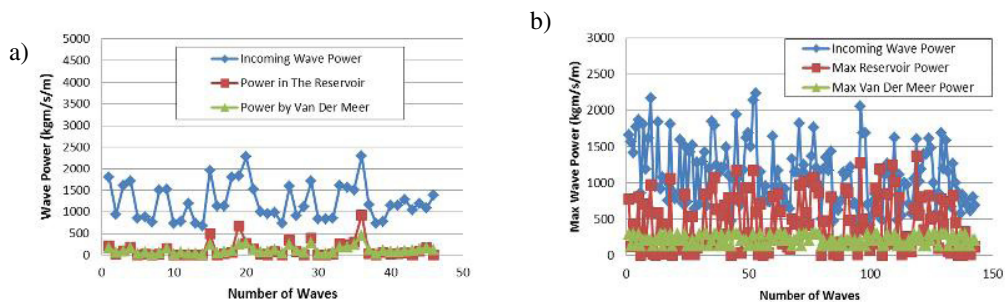 a)
Wave Power (kgm/s/m)
5000
4500
4000
3500
3000
2500
2000
1500
1000
500
0
Incoming Wave Power
Power in The Reservoir
Power by Van Der Meer
0 10 20 30 40 50
Number of Waves
b)
Max Wave Power (kgm/s/m)
3000
2500
2000
1500
1000
500
0
Incoming Wave Power
Max Reservoir Power
Max Van Der Meer Power
0 50 100 150
Number of Waves